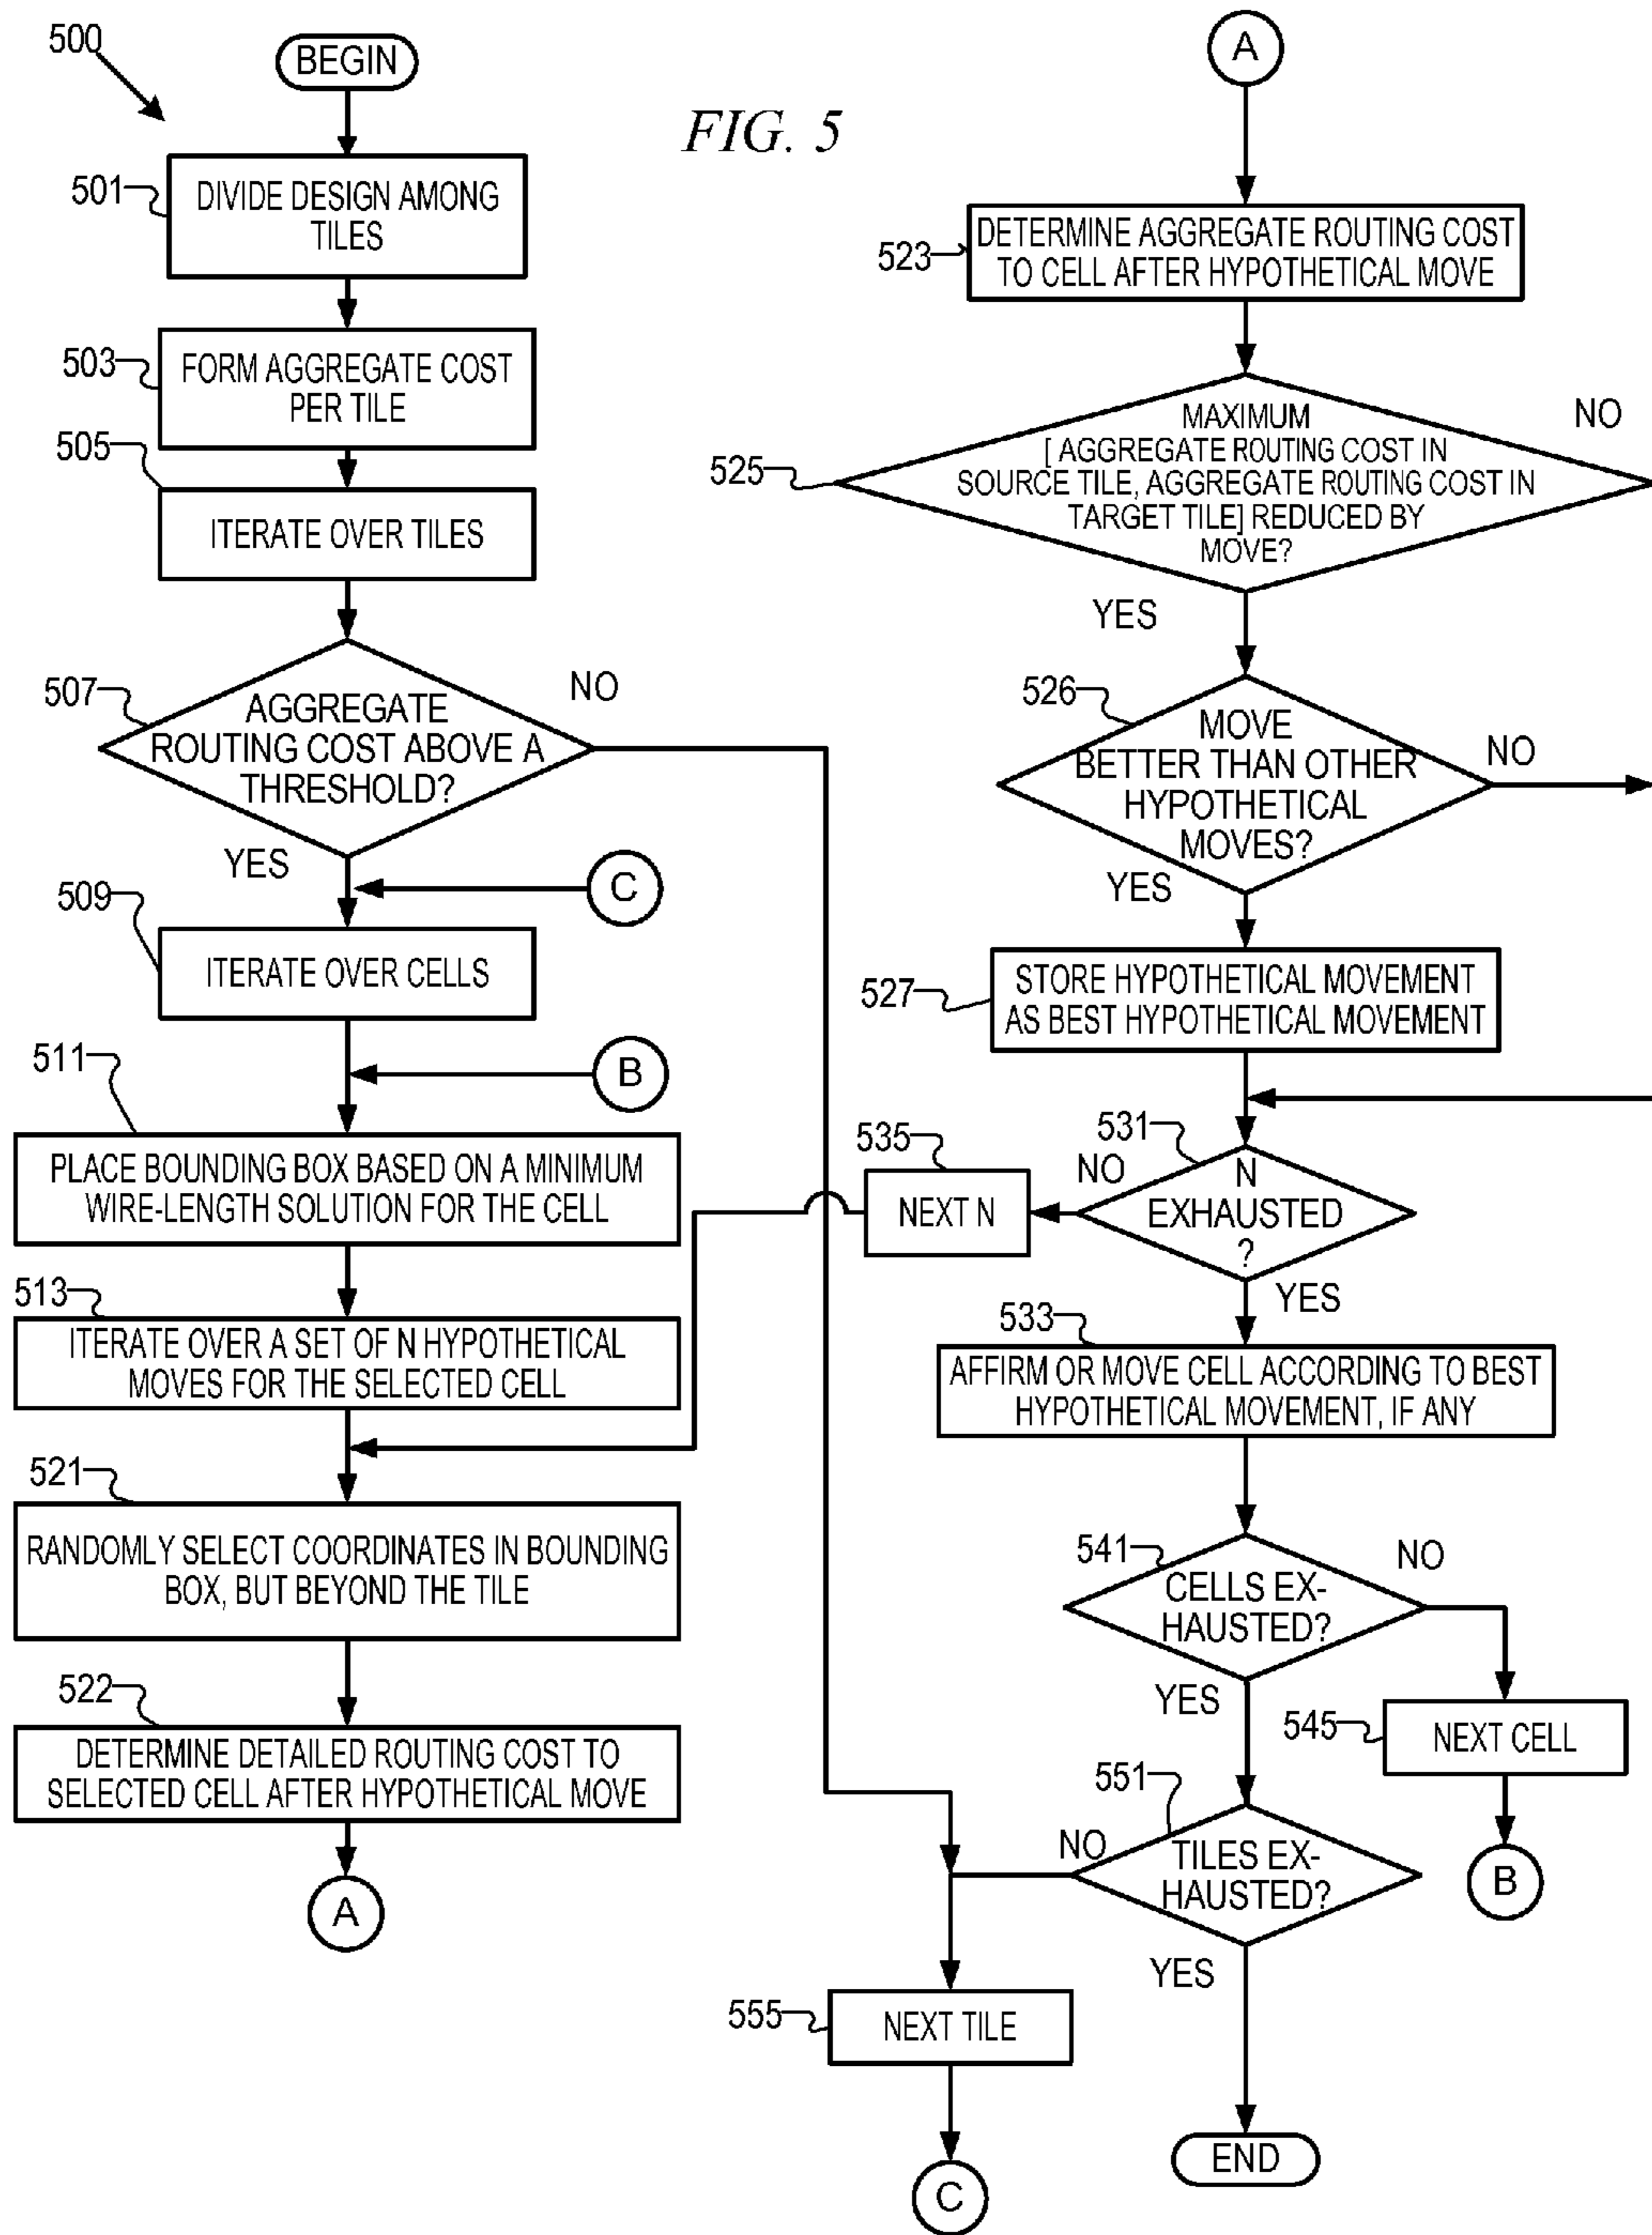 500
BEGIN
FIG. 5
501
DIVIDE DESIGN AMONG
TILES
503
FORM AGGREGATE COST
PER TILE
505
ITERATE OVER TILES
507
AGGREGATE
ROUTING COST ABOVE A
THRESHOLD?
NO
YES
C
509
ITERATE OVER CELLS
B
511
PLACE BOUNDING BOX BASED ON A MINIMUM
WIRE-LENGTH SOLUTION FOR THE CELL
513
ITERATE OVER A SET OF N HYPOTHETICAL
MOVES FOR THE SELECTED CELL
521
RANDOMLY SELECT COORDINATES IN BOUNDING
BOX, BUT BEYOND THE TILE
522
DETERMINE DETAILED ROUTING COST TO
SELECTED CELL AFTER HYPOTHETICAL MOVE
A
A
523
DETERMINE AGGREGATE ROUTING COST
TO CELL AFTER HYPOTHETICAL MOVE
525
MAXIMUM
[ AGGREGATE ROUTING COST IN
SOURCE TILE, AGGREGATE ROUTING COST IN
TARGET TILE] REDUCED BY
MOVE?
NO
YES
526
MOVE
BETTER THAN OTHER
HYPOTHETICAL
MOVES?
NO
YES
527
STORE HYPOTHETICAL MOVEMENT
AS BEST HYPOTHETICAL MOVEMENT
531
N
EXHAUSTED
?
NO
535
NEXT N
YES
533
AFFIRM OR MOVE CELL ACCORDING TO BEST
HYPOTHETICAL MOVEMENT, IF ANY
541
CELLS EX-
HAUSTED?
NO
YES
545
NEXT CELL
B
551
TILES EX-
HAUSTED?
NO
YES
555
NEXT TILE
C
END